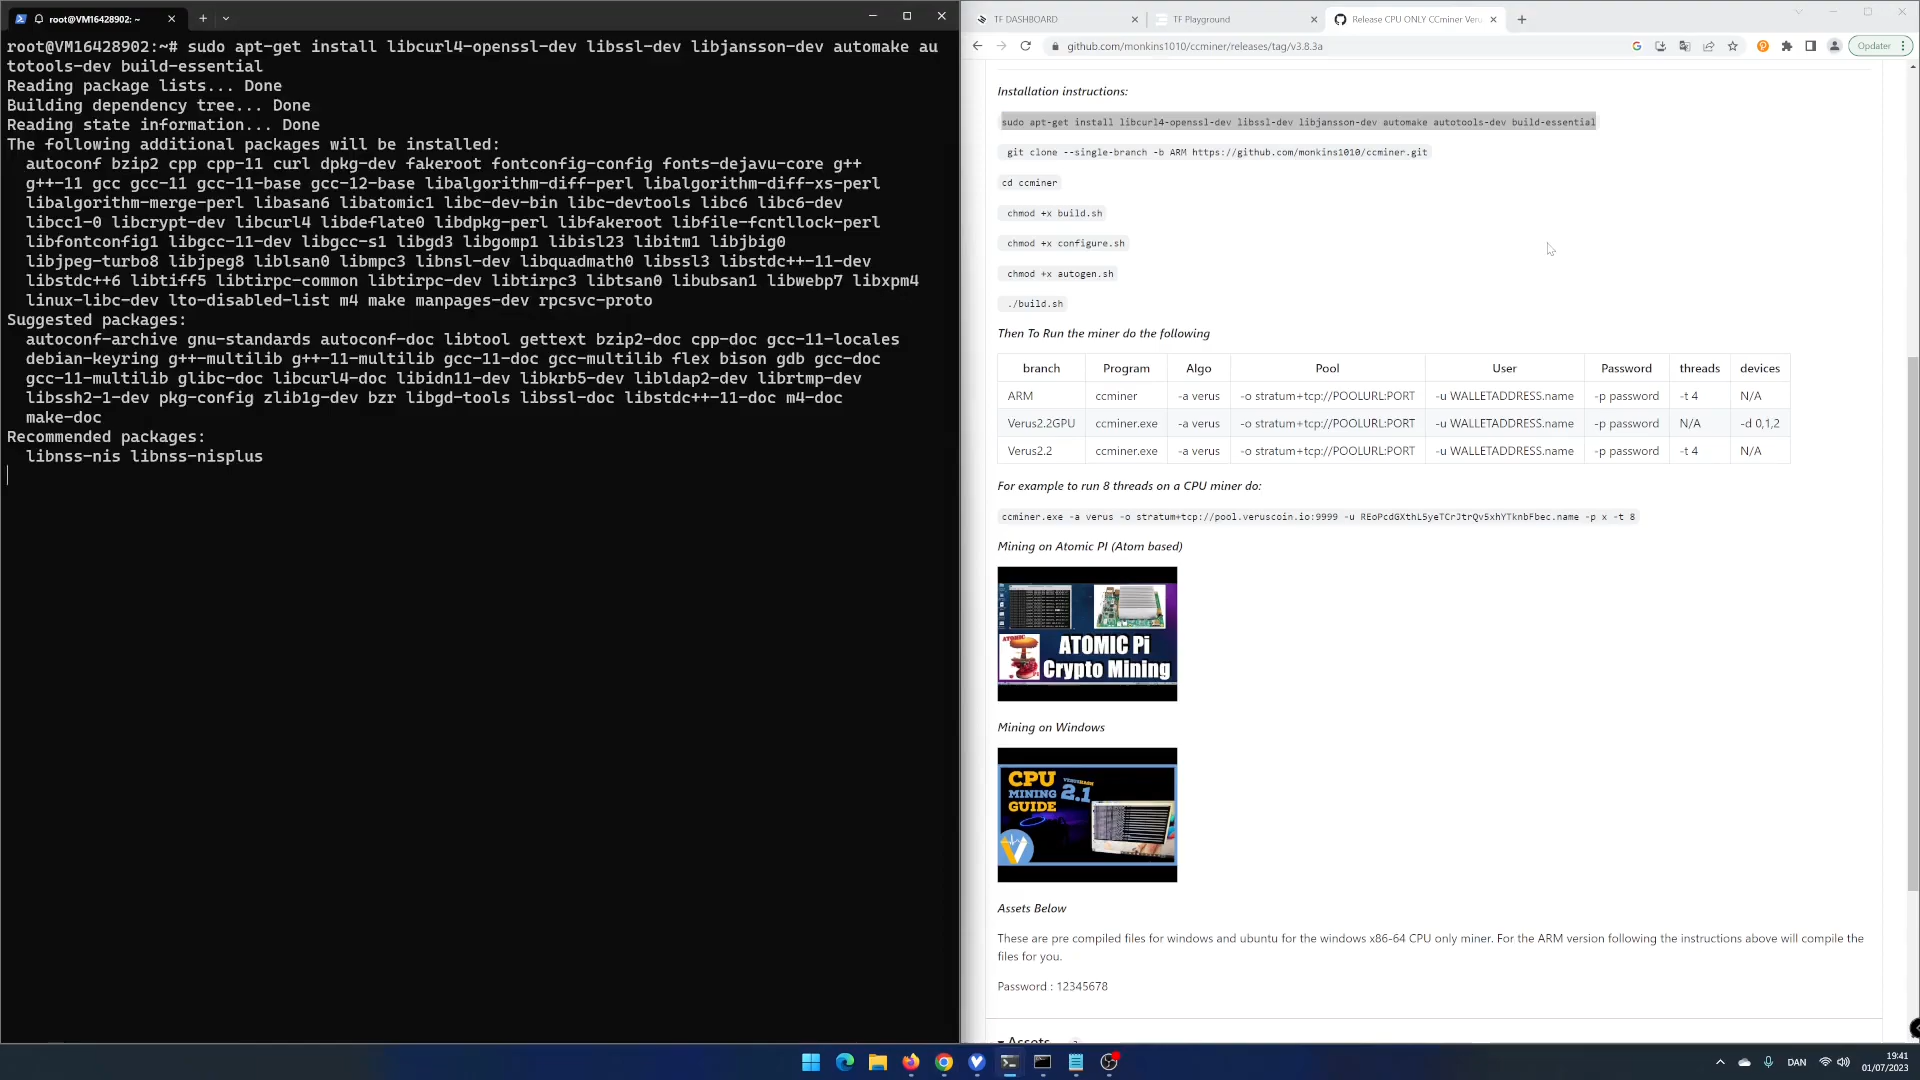 root@VM16428902: ~
root@VM16428902:~# sudo apt-get install libcurl4-openssl-dev libssl-dev libjansson-dev automake au
totools-dev build-essential
Reading package lists... Done
Building dependency tree... Done
Reading state information... Done
The following additional packages will be installed:
autoconf bzip2 cpp cpp-11 curl dpkg-dev fakeroot fontconfig-config fonts-dejavu-core g++
g++-11 gcc gcc-11 gcc-11-base gcc-12-base libalgorithm-diff-perl libalgorithm-diff-xs-perl
libalgorithm-merge-perl libasan6 libatomic1 libc-dev-bin libc-devtools libc6 libc6-dev
libcc1-0 libcrypt-dev libcurl4 libdeflate0 libdpkg-perl libfakeroot libfile-fcntllock-perl
libfontconfig1 libgcc-11-dev libgcc-s1 libgd3 libgomp1 libisl23 libitm1 libjbig0
libjpeg-turbo8 libjpeg8 liblsan0 libmpc3 libnsl-dev libquadmath0 libssl3 libstdc++-11-dev
libstdc++6 libtiff5 libtirpc-common libtirpc-dev libtirpc3 libtsan0 libubsan1 libwebp7 libxpm4
linux-libc-dev lto-disabled-list m4 make manpages-dev rpcsvc-proto
Suggested packages:
autoconf-archive gnu-standards autoconf-doc libtool gettext bzip2-doc cpp-doc gcc-11-locales
debian-keyring g++-multilib g++-11-multilib gcc-11-doc gcc-multilib flex bison gdb gcc-doc
gcc-11-multilib glibc-doc libcurl4-doc libidn11-dev libkrb5-dev libldap2-dev librtmp-dev
libssh2-1-dev pkg-config zlib1g-dev bzr libgd-tools libssl-doc libstdc++-11-doc m4-doc
make-doc
Recommended packages:
libnss-nis libnss-nisplus
TF DASHBOARD
TF Playground
Release CPU ONLY CCminer Veru
github.com/monkins1010/ccminer/releases/tag/v3.8.3a
Opdater
Installation instructions:
sudo apt-get install libcurl4-openssl-dev libssl-dev libjansson-dev automake autotools-dev build-essential
git clone --single-branch -b ARM https://github.com/monkins1010/ccminer.git
cd ccminer
chmod +x build.sh
chmod +x configure.sh
chmod +x autogen.sh
./build.sh
Then To Run the miner do the following
branch Program Algo Pool User Password threads devices
ARM ccminer -a verus -o stratum+tcp://POOLURL:PORT -u WALLETADDRESS.name -p password -t 4 N/A
Verus2.2GPU ccminer.exe -a verus -o stratum+tcp://POOLURL:PORT -u WALLETADDRESS.name -p password N/A -d 0,1,2
Verus2.2 ccminer.exe -a verus -o stratum+tcp://POOLURL:PORT -u WALLETADDRESS.name -p password -t 4 N/A
For example to run 8 threads on a CPU miner do:
ccminer.exe -a verus -o stratum+tcp://pool.veruscoin.io:9999 -u REoPcdGXthL5yeTCrJtrQv5xhYTknbFbec.name -p x -t 8
Mining on Atomic PI (Atom based)
ATOMIC Pi
Crypto Mining
Mining on Windows
CPU
MINING 2.1
GUIDE
Assets Below
These are pre compiled files for windows and ubuntu for the windows x86-64 CPU only miner. For the ARM version following the instructions above will compile the
files for you.
Password : 12345678
Assets
DAN
19:41
01/07/2023